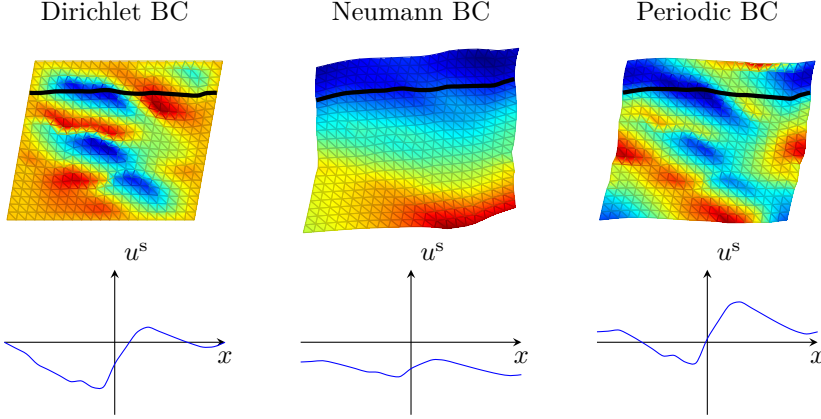 Dirichlet BC
Neumann BC
Periodic BC
u^s
u^s
u^s
x
x
x